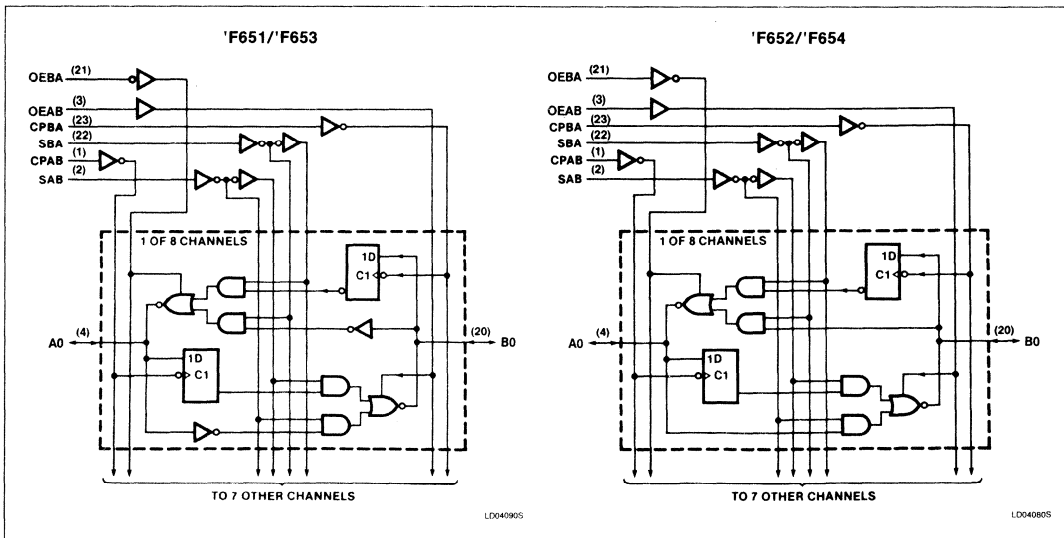 'F651/'F653
OEBA (21)
OEAB (3)
CPBA (23)
SBA (22)
CPAB (1)
SAB (2)
1 OF 8 CHANNELS
1D
C1
A0 (4)
(20) B0
1D
C1
TO 7 OTHER CHANNELS
LD04090S
'F652/'F654
OEBA (21)
OEAB (3)
CPBA (23)
SBA (22)
CPAB (1)
SAB (2)
1 OF 8 CHANNELS
1D
C1
A0 (4)
(20) B0
1D
C1
TO 7 OTHER CHANNELS
LD04080S